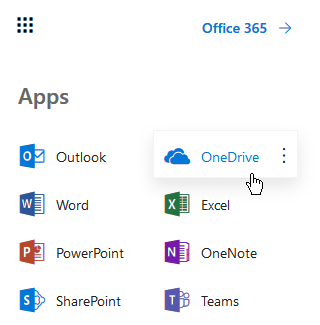 Office 365
Apps
Outlook
OneDrive
Word
Excel
PowerPoint
OneNote
SharePoint
Teams